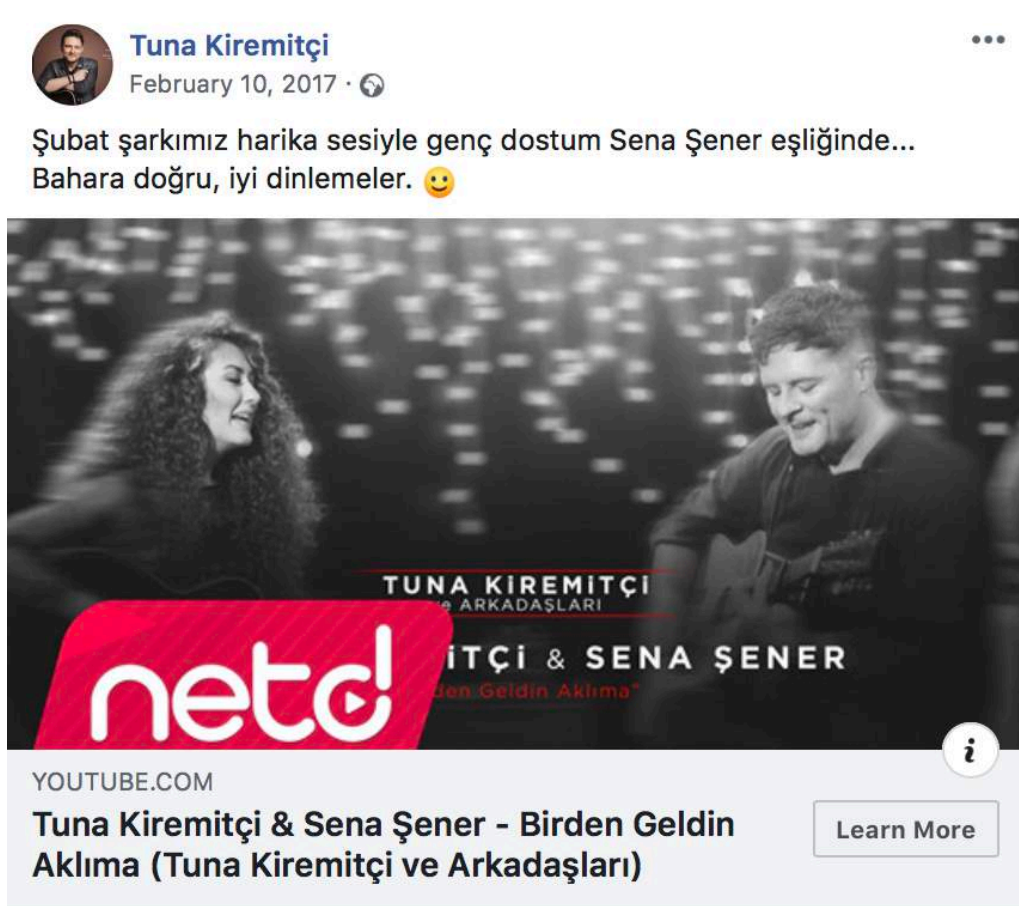 Tuna Kiremitçi
February 10, 2017 ·
Şubat şarkımız harika sesiyle genç dostum Sena Şener eşliğinde...
Bahara doğru, iyi dinlemeler.
TUNA KİREMİTÇİ
ARKADAŞLARI
İTÇİ & SENA ŞENER
den Geldin Aklıma"
netd
i
YOUTUBE.COM
Tuna Kiremitçi & Sena Şener - Birden Geldin
Aklıma (Tuna Kiremitçi ve Arkadaşları)
Learn More